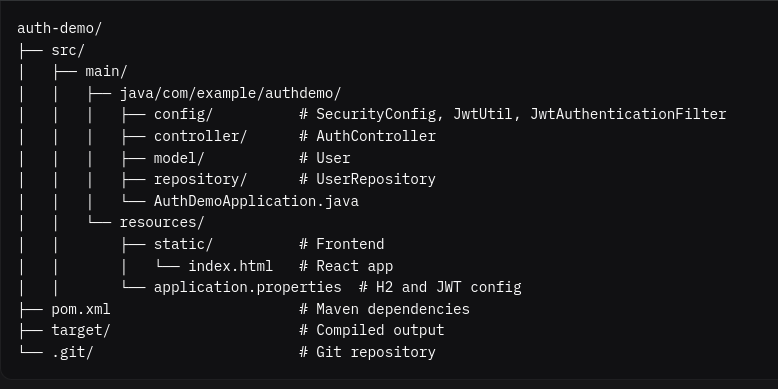 auth-demo/
├── src/
│   ├── main/
│   │   ├── java/com/example/authdemo/
│   │   │   ├── config/          # SecurityConfig, JwtUtil, JwtAuthenticationFilter
│   │   │   ├── controller/      # AuthController
│   │   │   ├── model/           # User
│   │   │   ├── repository/      # UserRepository
│   │   │   └── AuthDemoApplication.java
│   │   └── resources/
│   │       ├── static/          # Frontend
│   │       │   └── index.html   # React app
│   │       └── application.properties  # H2 and JWT config
├── pom.xml                      # Maven dependencies
├── target/                      # Compiled output
└── .git/                        # Git repository